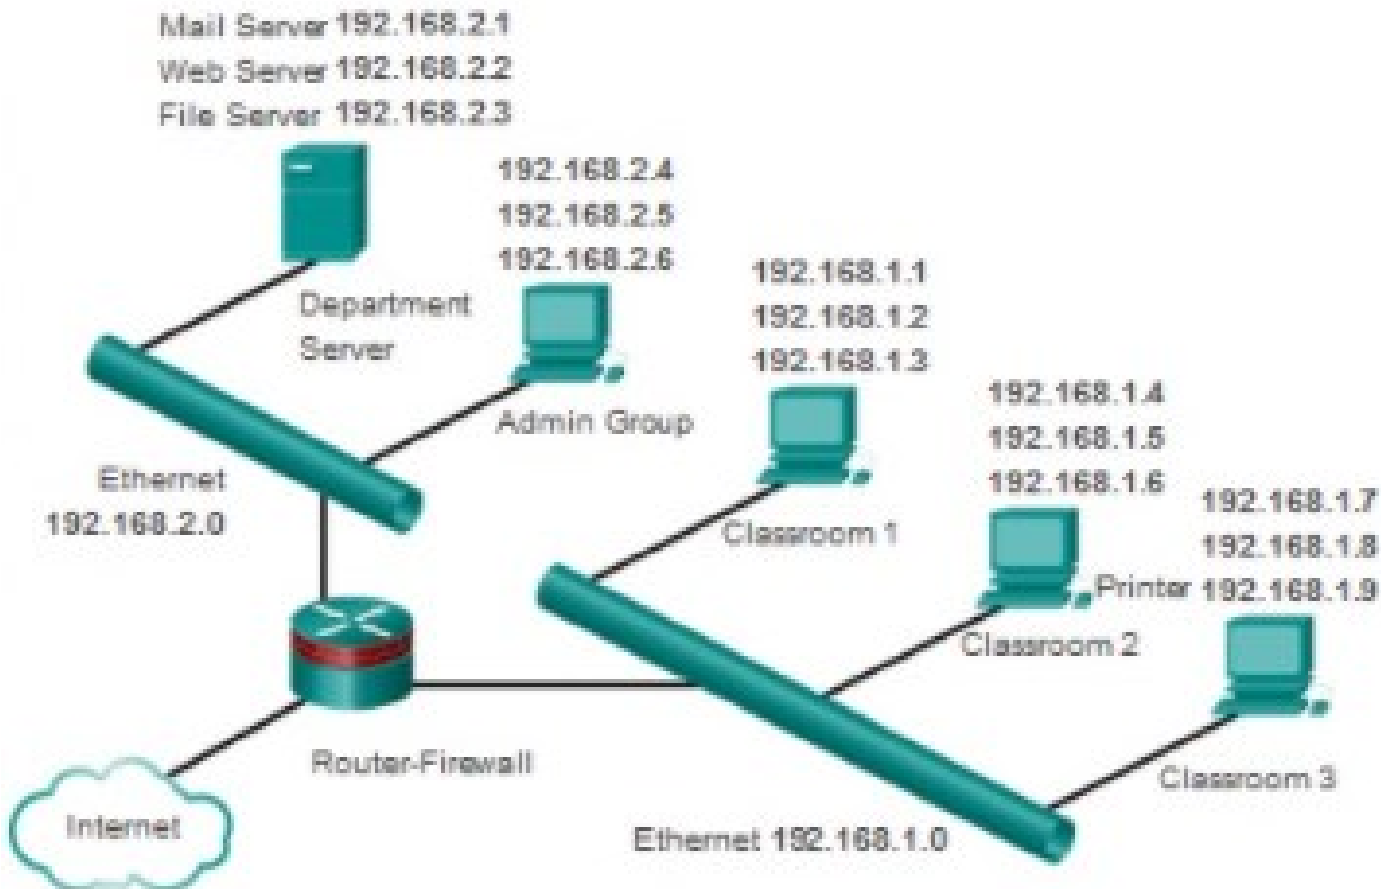 Mail Server 192.168.2.1
Web Server 192.168.2.2
File Server 192.168.2.3
192.168.2.4
192.168.2.5
192.168.2.6
Department
Server
Admin Group
192.168.1.1
192.168.1.2
192.168.1.3
Classroom 1
192.168.1.4
192.168.1.5
192.168.1.6
Classroom 2
192.168.1.7
192.168.1.8
Printer 192.168.1.9
Classroom 3
Ethernet
192.168.2.0
Router-Firewall
Internet
Ethernet 192.168.1.0